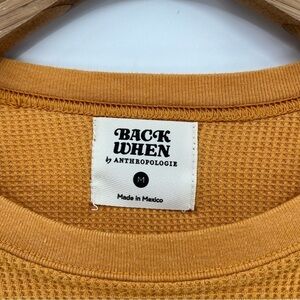 BACK
WHEN
by ANTHROPOLOGIE
M
Made in Mexico